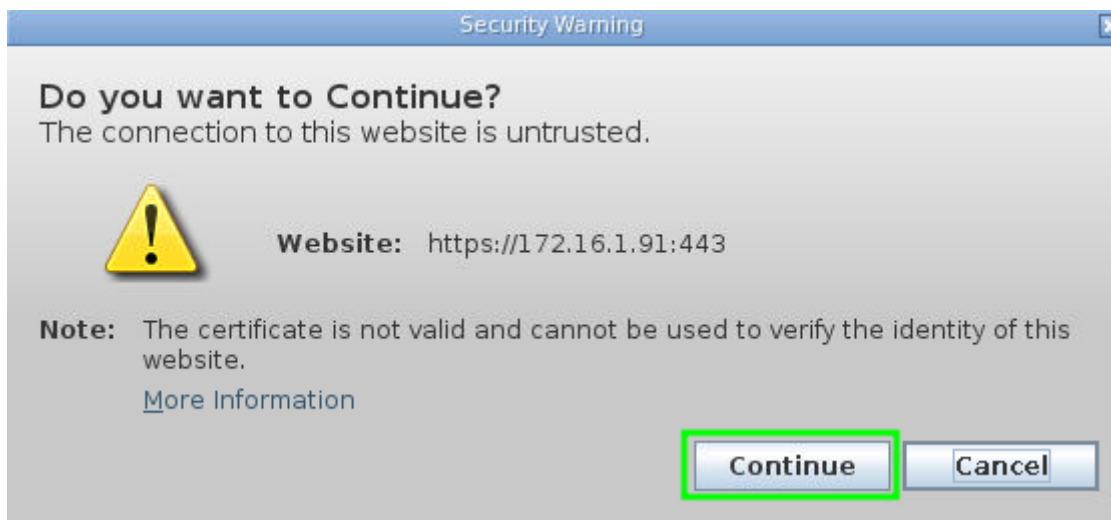 Security Warning
Do you want to Continue?
The connection to this website is untrusted.
Website: https://172.16.1.91:443
Note: The certificate is not valid and cannot be used to verify the identity of this
website.
More Information
Continue Cancel